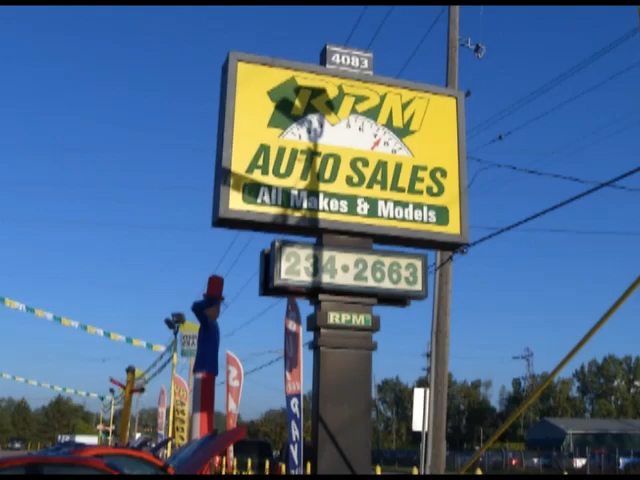 4083
RPM
AUTO SALES
All Makes & Models
234•2663
RPM